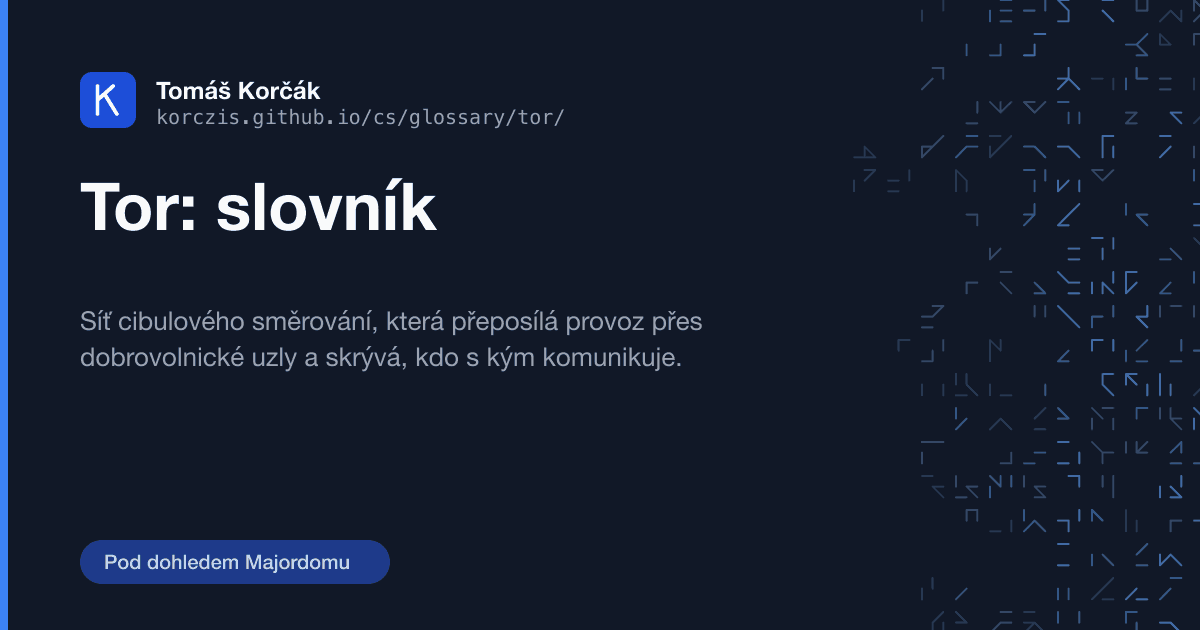 K
Tomáš Korčák
korczis.github.io/cs/glossary/tor/
Tor: slovník
Síť cibulového směrování, která přeposílá provoz přes
dobrovolnické uzly a skrývá, kdo s kým komunikuje.
Pod dohledem Majordomu